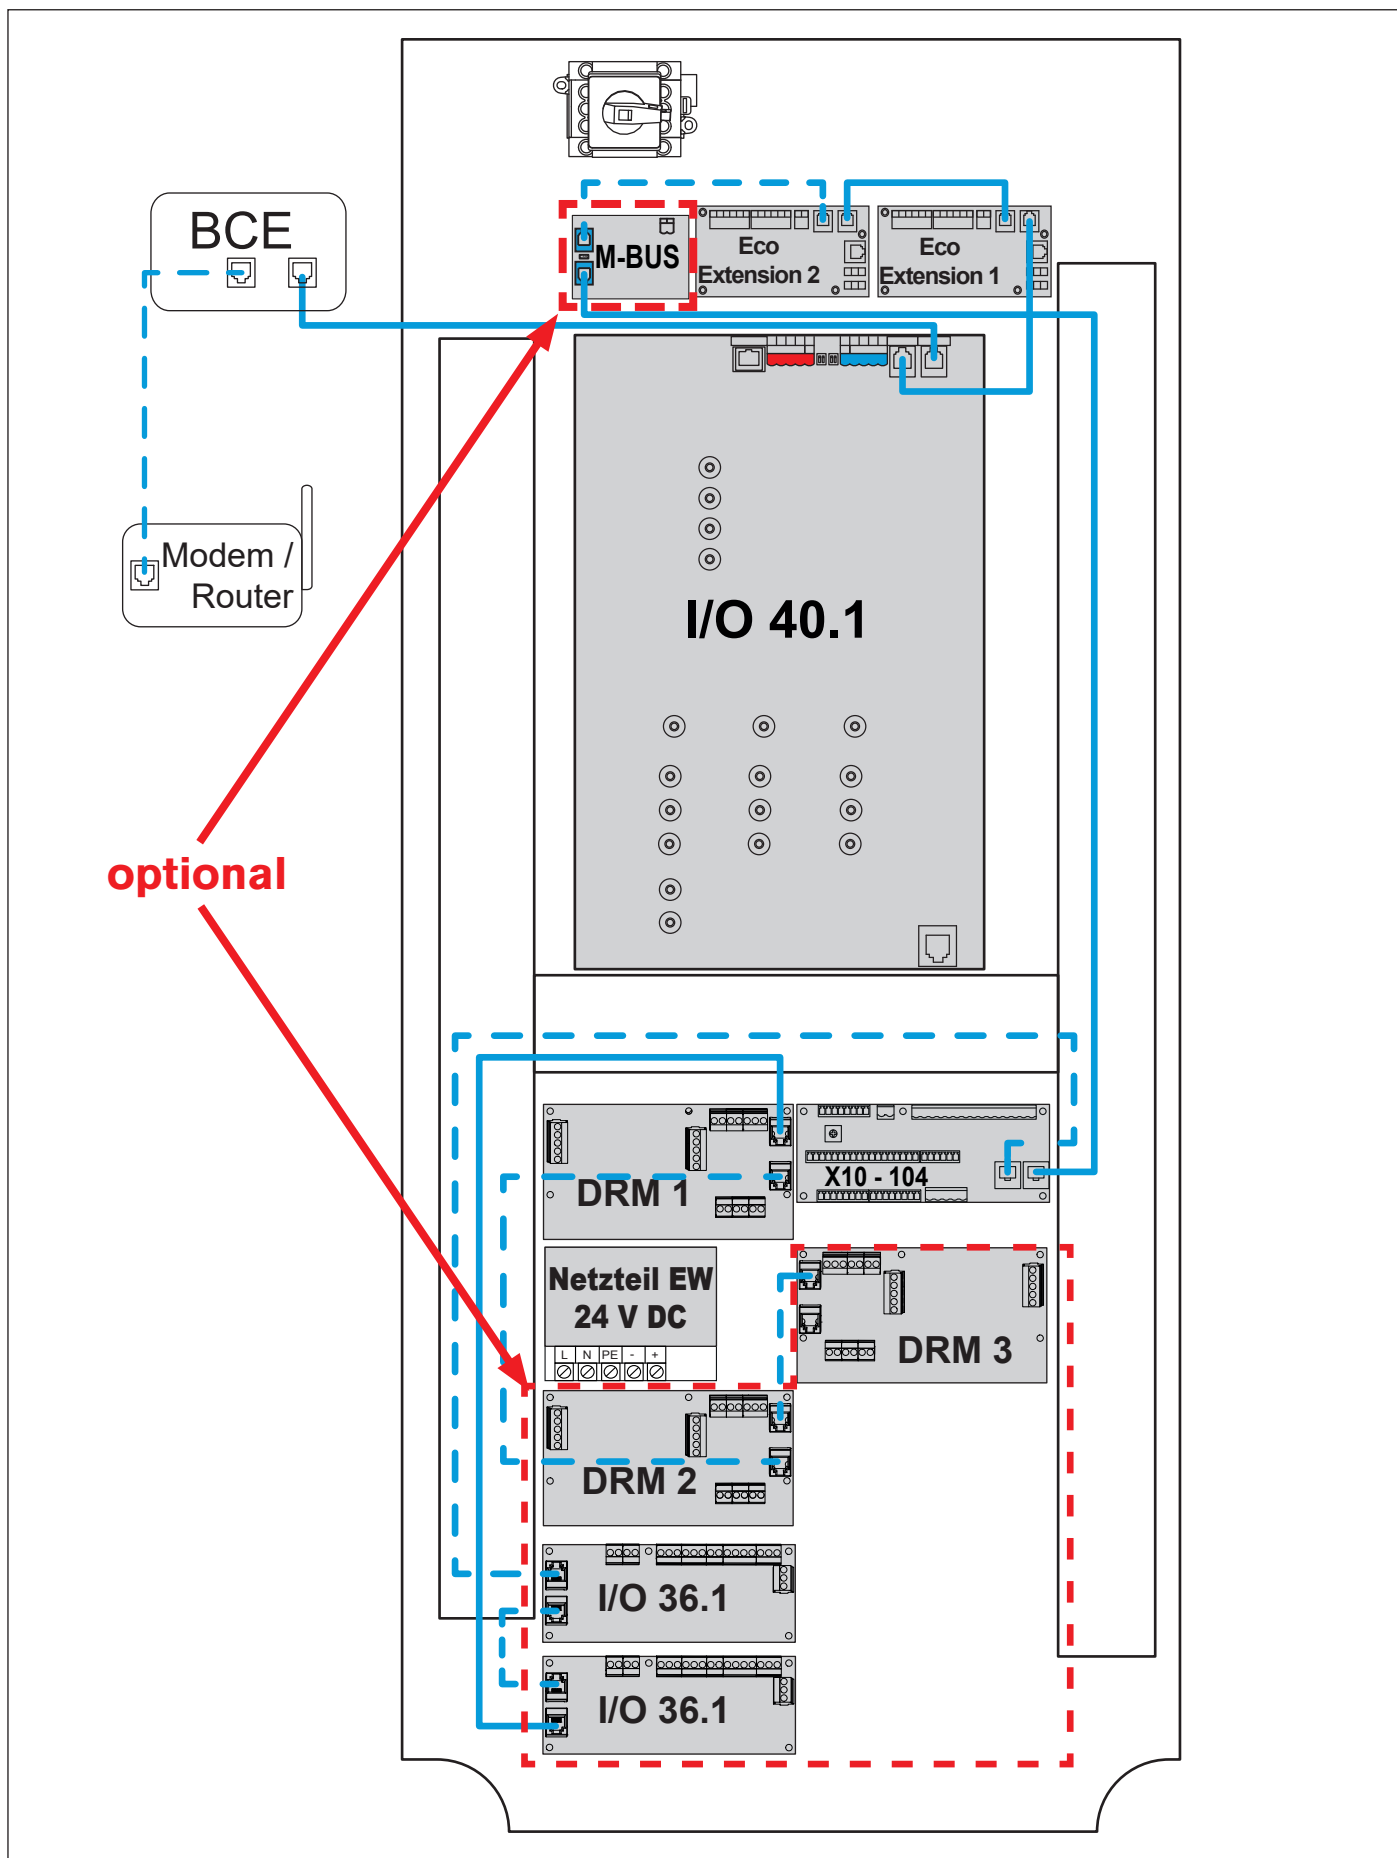 BCE
M-BUS
Eco
Extension 2
Eco
Extension 1
Modem /
Router
I/O 40.1
optional
DRM 1
X10 - 104
Netzteil EW
24 V DC
L N PE - +
DRM 3
DRM 2
I/O 36.1
I/O 36.1